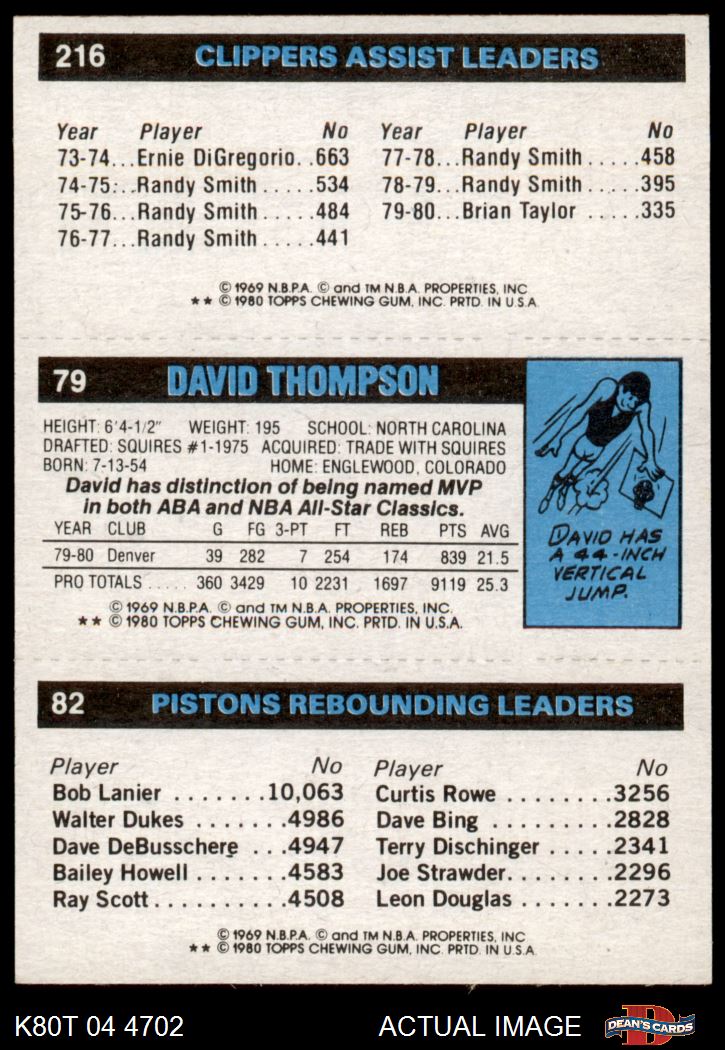 216 CLIPPERS ASSIST LEADERS
Year Player No Year Player No
73-74...Ernie DiGregorio..663 77-78...Randy Smith.....458
74-75...Randy Smith.....534 78-79...Randy Smith.....395
75-76...Randy Smith.....484 79-80...Brian Taylor.....335
76-77...Randy Smith.....441
© 1969 N.B.P.A. © and TM N.B.A. PROPERTIES, INC
** © 1980 TOPPS CHEWING GUM, INC. PRTD. IN U.S.A
79 DAVID THOMPSON
HEIGHT: 6'4-1/2" WEIGHT: 195 SCHOOL: NORTH CAROLINA
DRAFTED: SQUIRES #1-1975 ACQUIRED: TRADE WITH SQUIRES
BORN: 7-13-54 HOME: ENGLEWOOD, COLORADO
David has distinction of being named MVP
in both ABA and NBA All-Star Classics.
YEAR CLUB G FG 3-PT FT REB PTS AVG
79-80 Denver 39 282 7 254 174 839 21.5
PRO TOTALS ..... 360 3429 10 2231 1697 9119 25.3
© 1969 N.B.P.A. © and TM N.B.A. PROPERTIES, INC.
** © 1980 TOPPS CHEWING GUM, INC. PRTD. IN U.S.A.
DAVID HAS
A 44-INCH
VERTICAL
JUMP.
82 PISTONS REBOUNDING LEADERS
Player No Player No
Bob Lanier .......10,063 Curtis Rowe ........3256
Walter Dukes .......4986 Dave Bing .........2828
Dave DeBusschere ...4947 Terry Dischinger .....2341
Bailey Howell .......4583 Joe Strawder........2296
Ray Scott..........4508 Leon Douglas .......2273
© 1969 N.B.P.A. © and TM N.B.A. PROPERTIES, INC
** © 1980 TOPPS CHEWING GUM, INC. PRTD. IN U.S.A
K80T 04 4702 ACTUAL IMAGE D DEAN'S CARDS